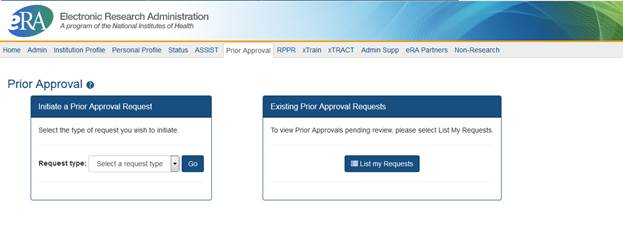 eRA Electronic Research Administration
A program of the National Institutes of Health
Home Admin Institution Profile Personal Profile Status ASSIST Prior Approval RPPR xTrain xTRACT Admin Supp eRA Partners Non-Research
Prior Approval ?
Initiate a Prior Approval Request
Select the type of request you wish to initiate.
Request type: Select a request type Go
Existing Prior Approval Requests
To view Prior Approvals pending review, please select List My Requests.
List my Requests